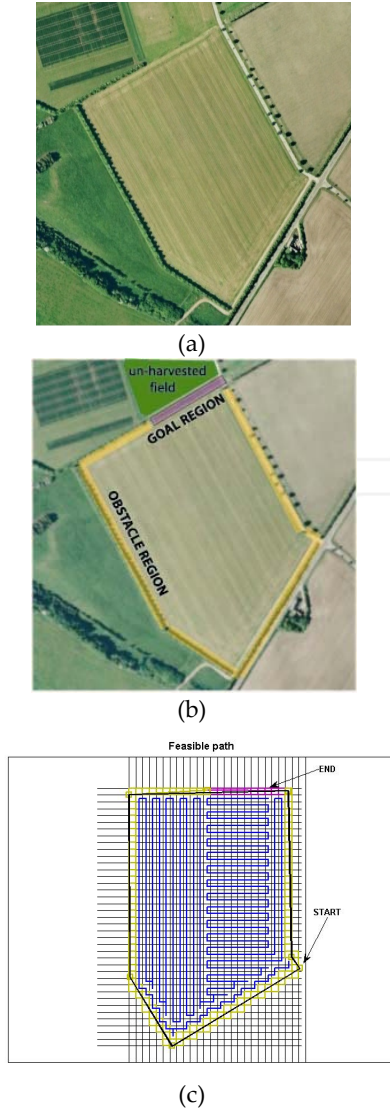 (a)
un-harvested
field
GOAL REGION
OBSTACLE REGION
(b)
Feasible path
END
START
(c)